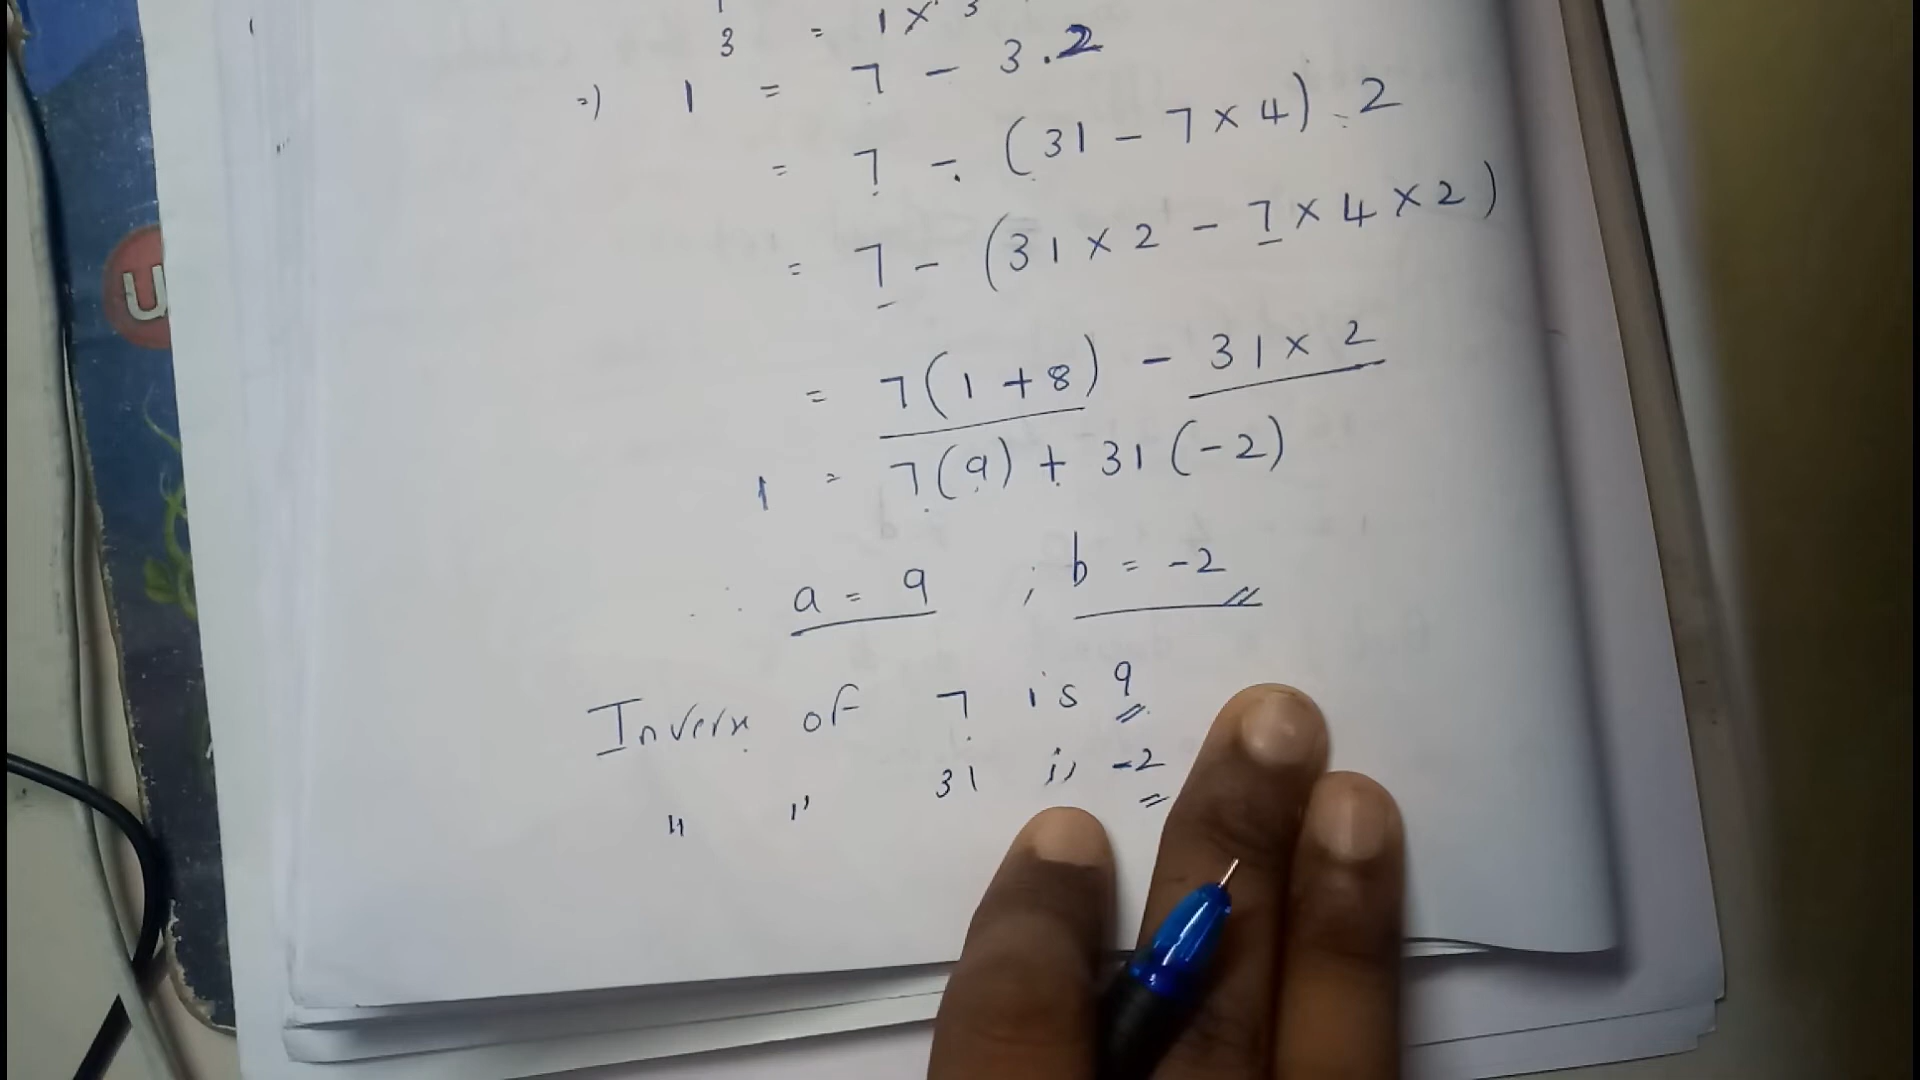 3 = 1 × 3
=) 1 = 7 - 3.2
= 7 - (31 - 7 × 4) . 2
= 7 - (31 × 2 - 7 × 4 × 2)
= 7(1 + 8) - 31 × 2
1 = 7(9) + 31(-2)
∴ a = 9 ; b = -2
Inverse of 7 is 9
" " 31 is -2